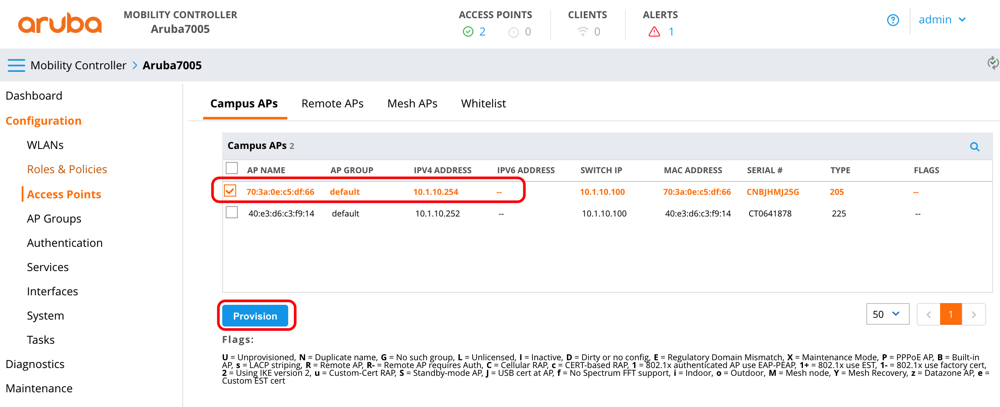 aruba
MOBILITY CONTROLLER
Aruba7005
ACCESS POINTS
2
0
CLIENTS
0
ALERTS
1
?
admin
Mobility Controller > Aruba7005
Dashboard
Configuration
WLANs
Roles & Policies
Access Points
AP Groups
Authentication
Services
Interfaces
System
Tasks
Diagnostics
Maintenance
Campus APs Remote APs Mesh APs Whitelist
Campus APs 2
AP NAME AP GROUP IPV4 ADDRESS IPV6 ADDRESS SWITCH IP MAC ADDRESS SERIAL # TYPE FLAGS
70:3a:0e:c5:df:66 default 10.1.10.254 -- 10.1.10.100 70:3a:0e:c5:df:66 CNBJHMJ25G 205 --
40:e3:d6:c3:f9:14 default 10.1.10.252 -- 10.1.10.100 40:e3:d6:c3:f9:14 CT0641878 225 --
Provision
50
< 1 >
Flags:
U = Unprovisioned, N = Duplicate name, G = No such group, L = Unlicensed, I = Inactive, D = Dirty or no config, E = Regulatory Domain Mismatch, X = Maintenance Mode, P = PPPoE AP, B = Built-in
AP, s = LACP striping, R = Remote AP, R- = Remote AP requires Auth, C = Cellular RAP, c = CERT-based RAP, 1 = 802.1x authenticated AP use EAP-PEAP, 1+ = 802.1x use EST, 1- = 802.1x use factory cert,
2 = Using IKE version 2, u = Custom-Cert RAP, S = Standby-mode AP, J = USB cert at AP, f = No Spectrum FFT support, i = Indoor, o = Outdoor, M = Mesh node, Y = Mesh Recovery, z = Datazone AP, e =
Custom EST cert